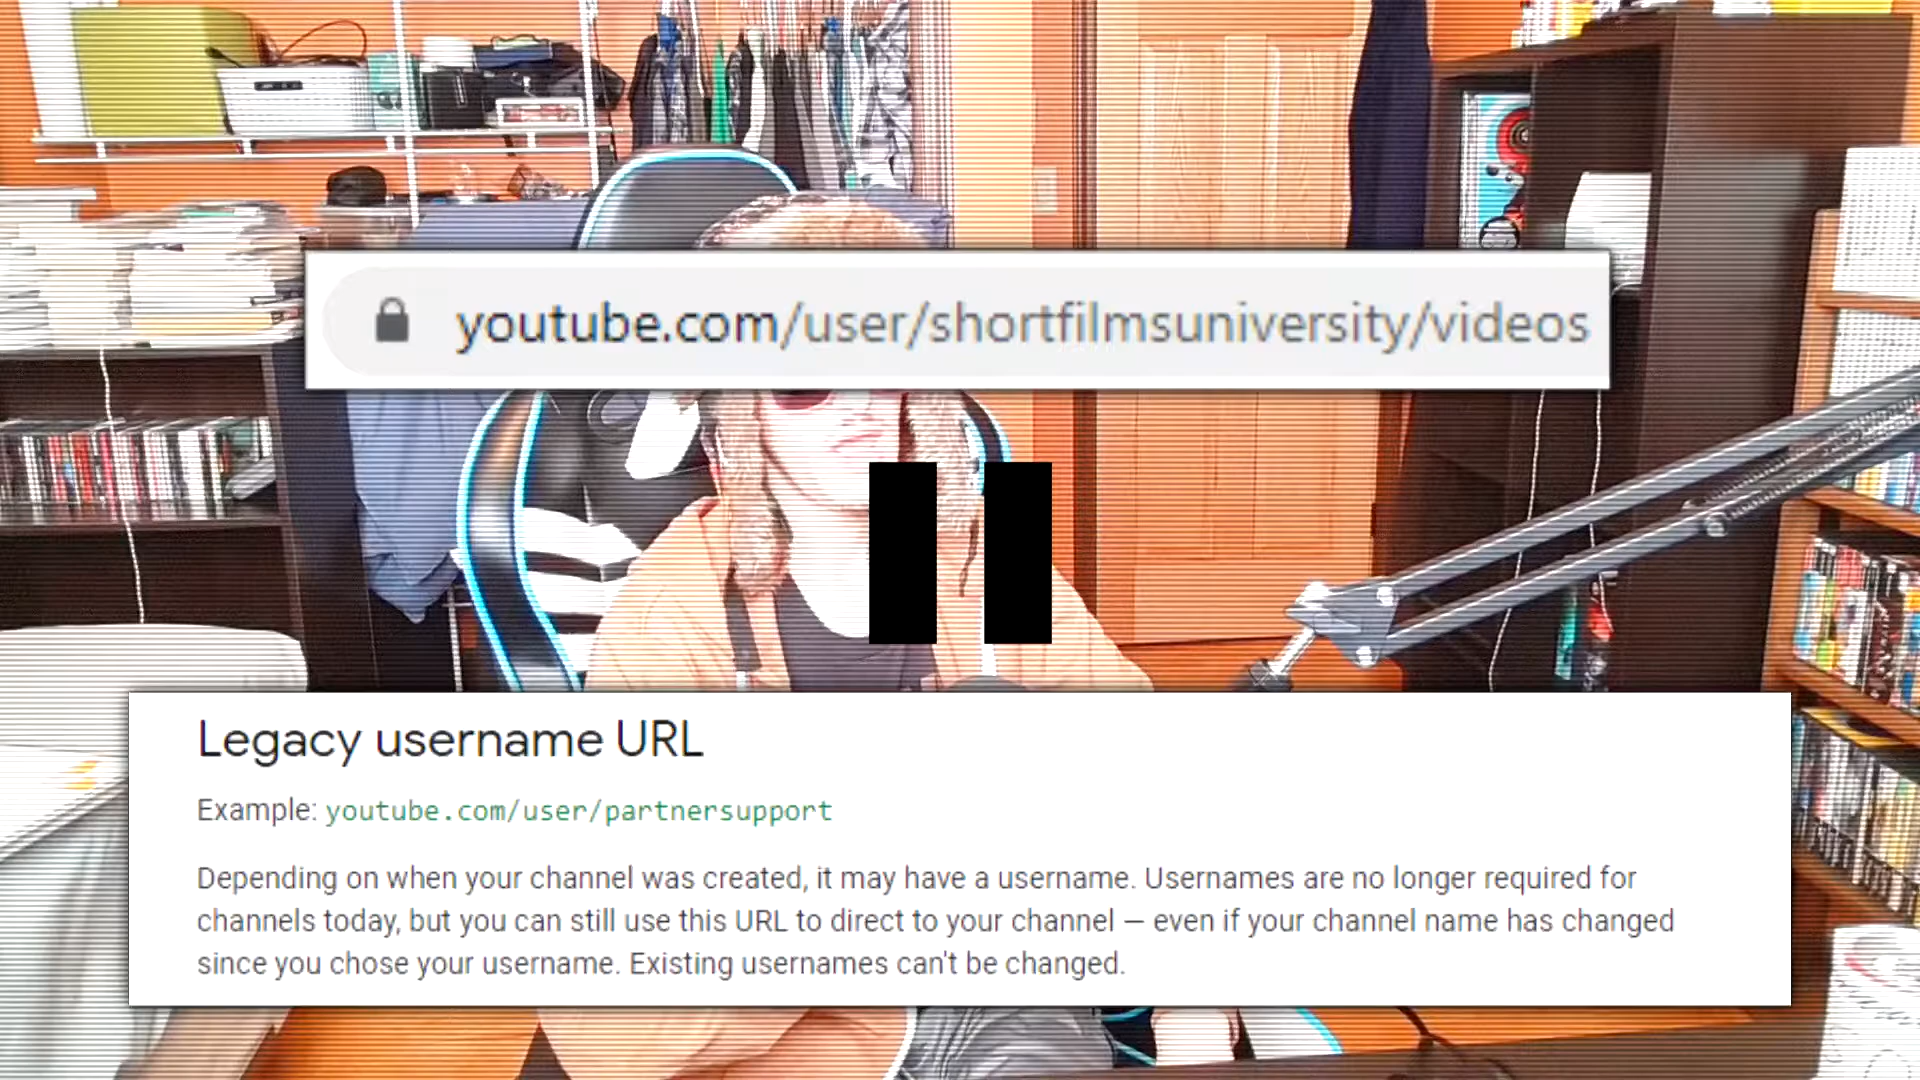 youtube.com/user/shortfilmsuniversity/videos
Legacy username URL
Example: youtube.com/user/partnersupport
Depending on when your channel was created, it may have a username. Usernames are no longer required for
channels today, but you can still use this URL to direct to your channel — even if your channel name has changed
since you chose your username. Existing usernames can't be changed.